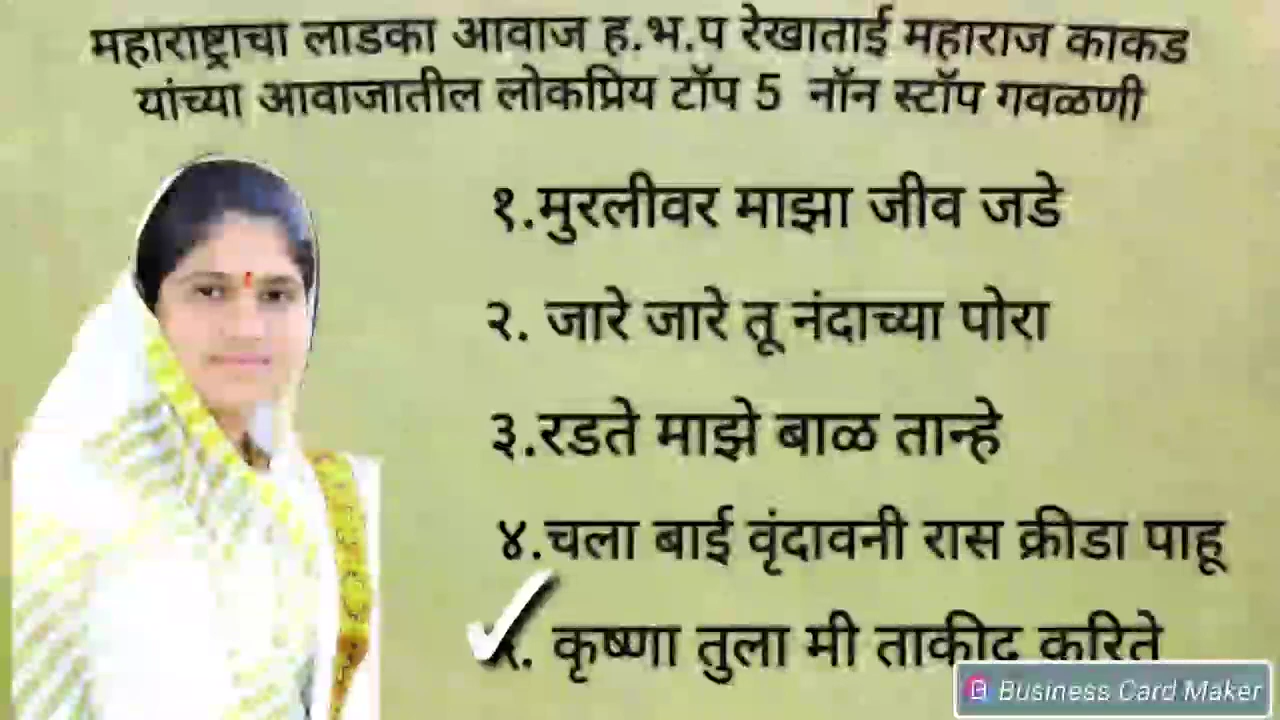 महाराष्ट्राचा लाडका आवाज ह.भ.प रेखाताई महाराज काकड
यांच्या आवाजातील लोकप्रिय टॉप 5 नॉन स्टॉप गवळणी
१.मुरलीवर माझा जीव जडे
२. जारे जारे तू नंदाच्या पोरा
३.रडते माझे बाळ तान्हे
४.चला बाई वृंदावनी रास क्रीडा पाहू
कृष्णा तुला मी ताकीद करिते
Business Card Maker